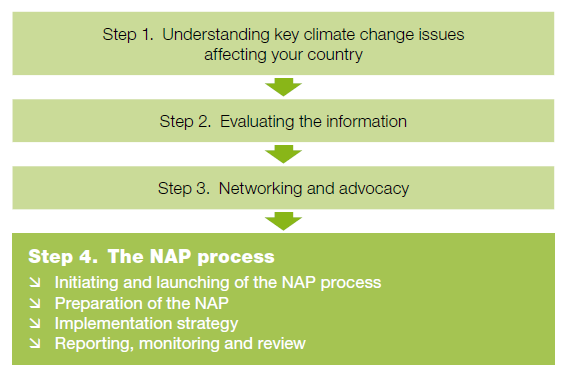 Step 1. Understanding key climate change issues
affecting your country
Step 2. Evaluating the information
Step 3. Networking and advocacy
Step 4. The NAP process
Initiating and launching of the NAP process
Preparation of the NAP
Implementation strategy
Reporting, monitoring and review